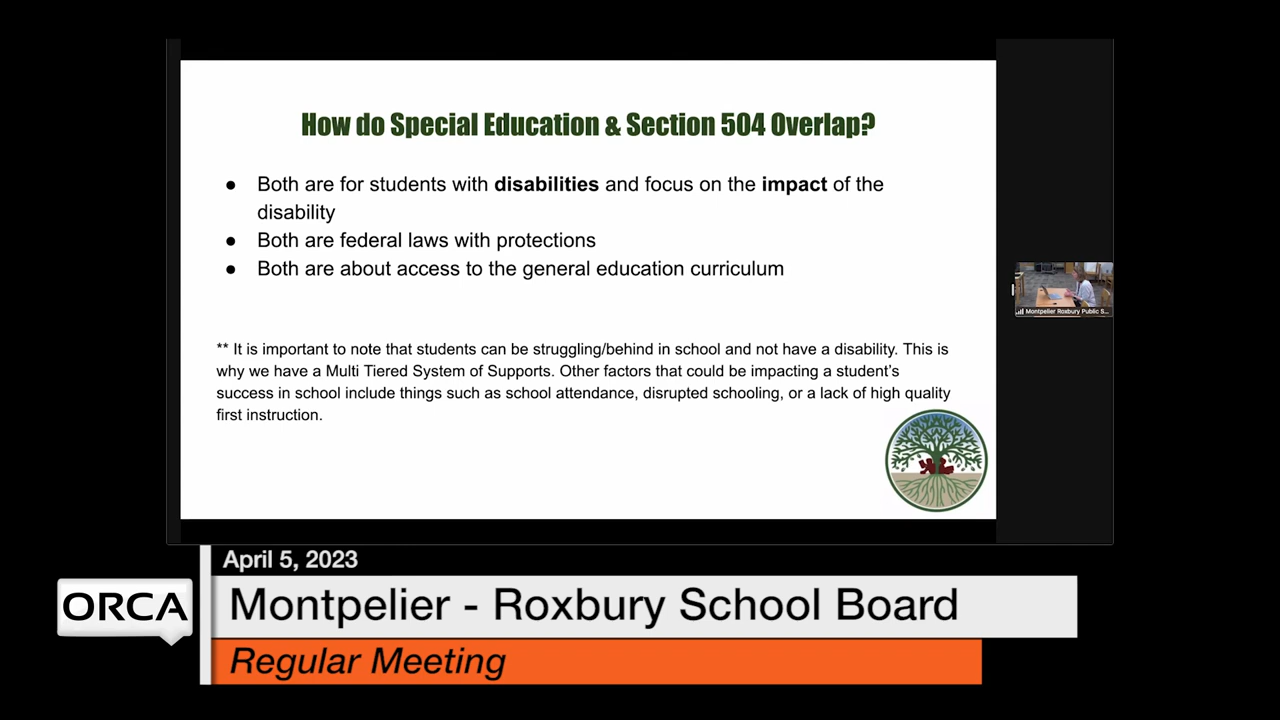 How do Special Education & Section 504 Overlap?
● Both are for students with disabilities and focus on the impact of the
disability
● Both are federal laws with protections
● Both are about access to the general education curriculum
** It is important to note that students can be struggling/behind in school and not have a disability. This is
why we have a Multi Tiered System of Supports. Other factors that could be impacting a student's
success in school include things such as school attendance, disrupted schooling, or a lack of high quality
first instruction.
Montpelier Roxbury Public S...
April 5, 2023
ORCA
Montpelier - Roxbury School Board
Regular Meeting